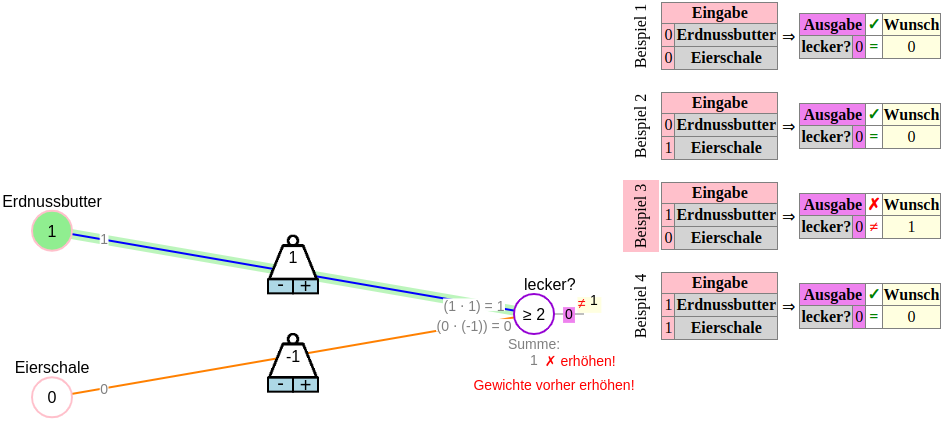 Erdnussbutter
1
1
1
- +
Eierschale
0
0
-1
- +
(1 · 1) = 1
(0 · (-1)) = 0
lecker?
≥ 2
0
≠ 1
Summe:
1 ✗ erhöhen!
Gewichte vorher erhöhen!
Beispiel 1
Eingabe
0 Erdnussbutter
0 Eierschale
⇒
Ausgabe ✓ Wunsch
lecker? 0 = 0
Beispiel 2
Eingabe
0 Erdnussbutter
1 Eierschale
⇒
Ausgabe ✓ Wunsch
lecker? 0 = 0
Beispiel 3
Eingabe
1 Erdnussbutter
0 Eierschale
⇒
Ausgabe ✗ Wunsch
lecker? 0 ≠ 1
Beispiel 4
Eingabe
1 Erdnussbutter
1 Eierschale
⇒
Ausgabe ✓ Wunsch
lecker? 0 = 0